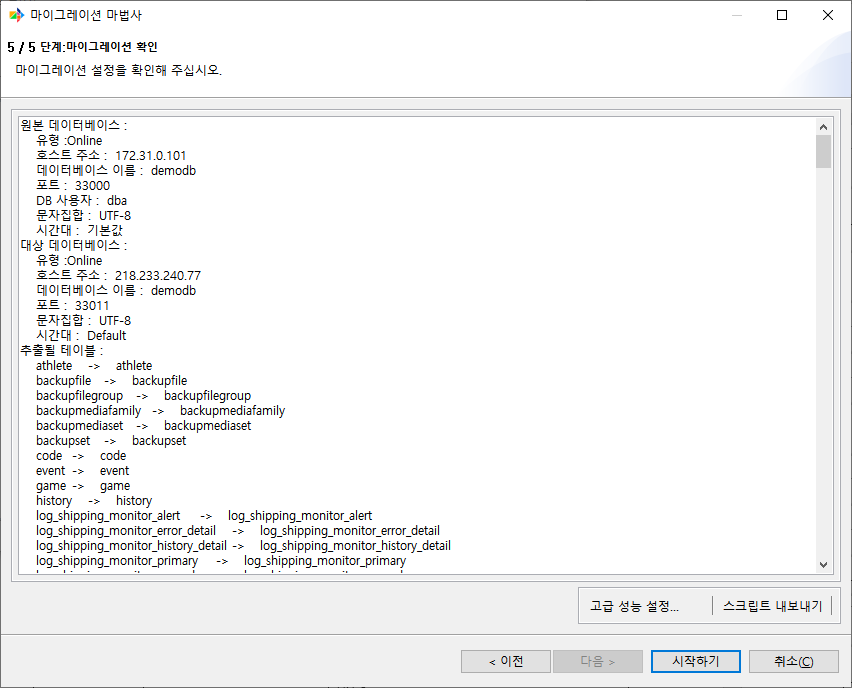 마이그레이션 마법사
5 / 5 단계:마이그레이션 확인
마이그레이션 설정을 확인해 주십시오.
원본 데이터베이스 :
유형 :Online
호스트 주소 : 172.31.0.101
데이터베이스 이름 : demodb
포트 : 33000
DB 사용자 : dba
문자집합 : UTF-8
시간대 : 기본값
대상 데이터베이스 :
유형 :Online
호스트 주소 : 218.233.240.77
데이터베이스 이름 : demodb
포트 : 33011
문자집합 : UTF-8
시간대 : Default
추출될 테이블 :
athlete -> athlete
backupfile -> backupfile
backupfilegroup -> backupfilegroup
backupmediafamily -> backupmediafamily
backupmediaset -> backupmediaset
backupset -> backupset
code -> code
event -> event
game -> game
history -> history
log_shipping_monitor_alert -> log_shipping_monitor_alert
log_shipping_monitor_error_detail -> log_shipping_monitor_error_detail
log_shipping_monitor_history_detail -> log_shipping_monitor_history_detail
log_shipping_monitor_primary -> log_shipping_monitor_primary
고급 성능 설정... 스크립트 내보내기
< 이전 다음 > 시작하기 취소(C)